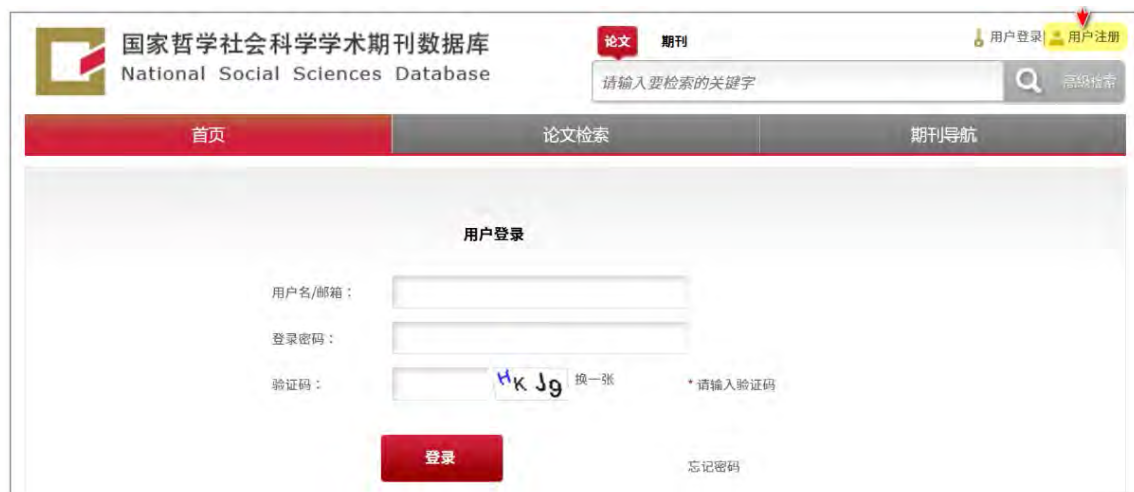 国家哲学社会科学学术期刊数据库
National Social Sciences Database
论文 期刊
用户登录| 用户注册
请输入要检索的关键字
高级检索
首页 论文检索 期刊导航
用户登录
用户名/邮箱：
登录密码：
验证码： HK Jg 换一张 * 请输入验证码
登录 忘记密码